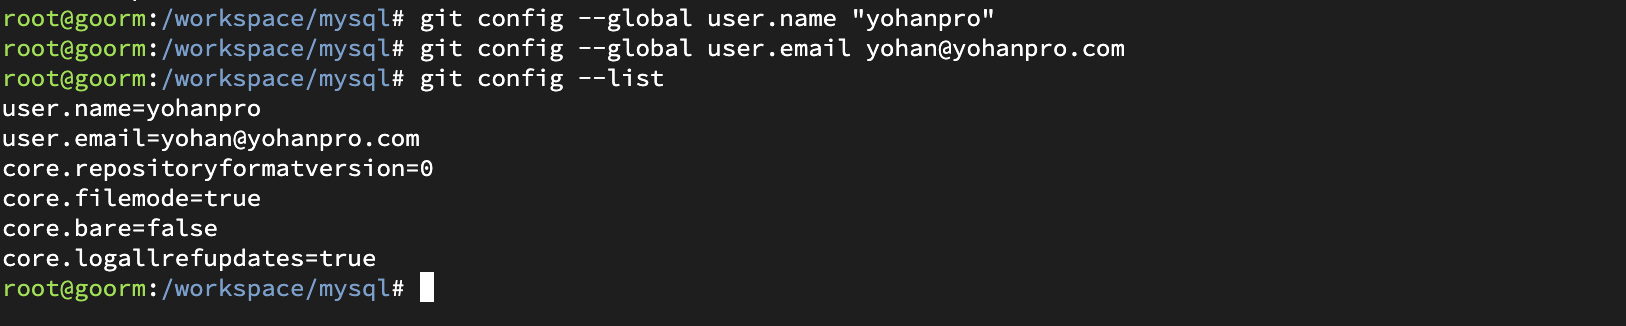 root@goorm:/workspace/mysql# git config --global user.name "yohanpro"
root@goorm:/workspace/mysql# git config --global user.email yohan@yohanpro.com
root@goorm:/workspace/mysql# git config --list
user.name=yohanpro
user.email=yohan@yohanpro.com
core.repositoryformatversion=0
core.filemode=true
core.bare=false
core.logallrefupdates=true
root@goorm:/workspace/mysql#